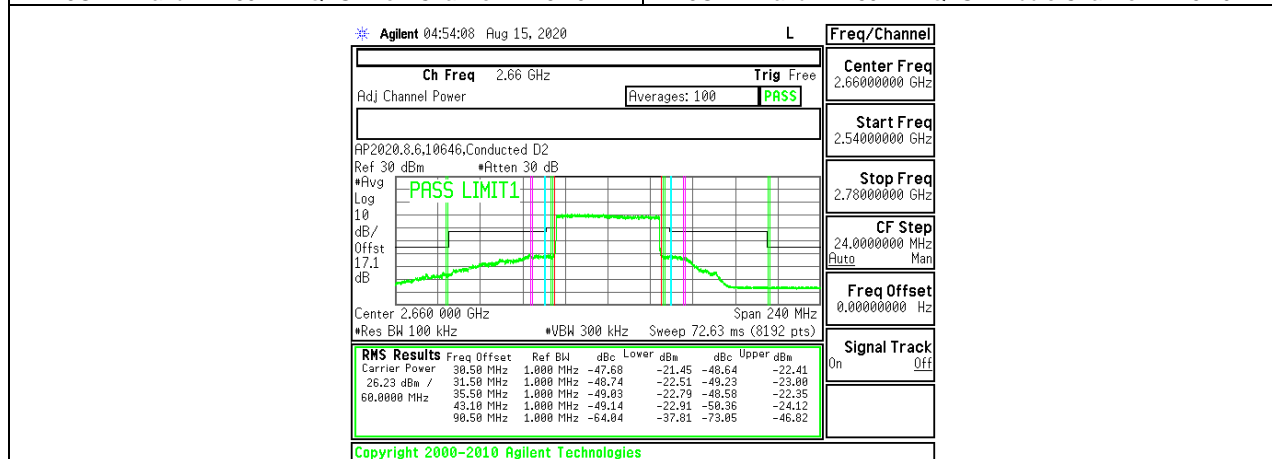 Agilent 04:54:08 Aug 15, 2020 L Freq/Channel
Ch Freq 2.66 GHz Trig Free
Adj Channel Power Averages: 100 PASS
Center Freq
2.66000000 GHz
Start Freq
2.54000000 GHz
AP2020.8.6,10646,Conducted D2
Ref 30 dBm #Atten 30 dB
#Avg
Log
10
dB/
Offst
17.1
dB
PASS LIMIT1
Stop Freq
2.78000000 GHz
CF Step
24.0000000 MHz
Auto Man
Freq Offset
0.00000000 Hz
Center 2.660 000 GHz Span 240 MHz
#Res BW 100 kHz #VBW 300 kHz Sweep 72.63 ms (8192 pts)
Signal Track
On Off
RMS Results Freq Offset Ref BW dBc Lower dBm dBc Upper dBm
Carrier Power 30.50 MHz 1.000 MHz -47.68 -21.45 -48.64 -22.41
26.23 dBm / 31.50 MHz 1.000 MHz -48.74 -22.51 -49.23 -23.00
60.0000 MHz 35.50 MHz 1.000 MHz -49.03 -22.79 -48.58 -22.35
43.10 MHz 1.000 MHz -49.14 -22.91 -50.36 -24.12
90.50 MHz 1.000 MHz -64.04 -37.81 -73.05 -46.82
Copyright 2000-2010 Agilent Technologies